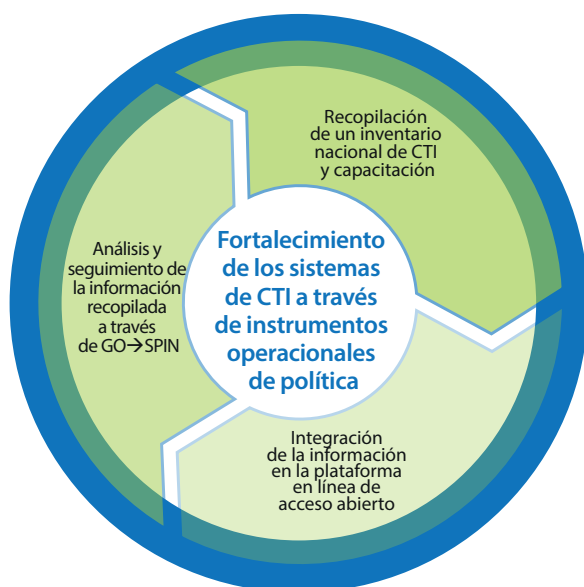 Recopilación
de un inventario
nacional de CTI
y capacitación
Fortalecimiento
de los sistemas
de CTI a través
de instrumentos
operacionales
de política
Análisis y
seguimiento de
la información
recopilada
a través
de GO→SPIN
Integración
de la información
en la plataforma
en línea de
acceso abierto